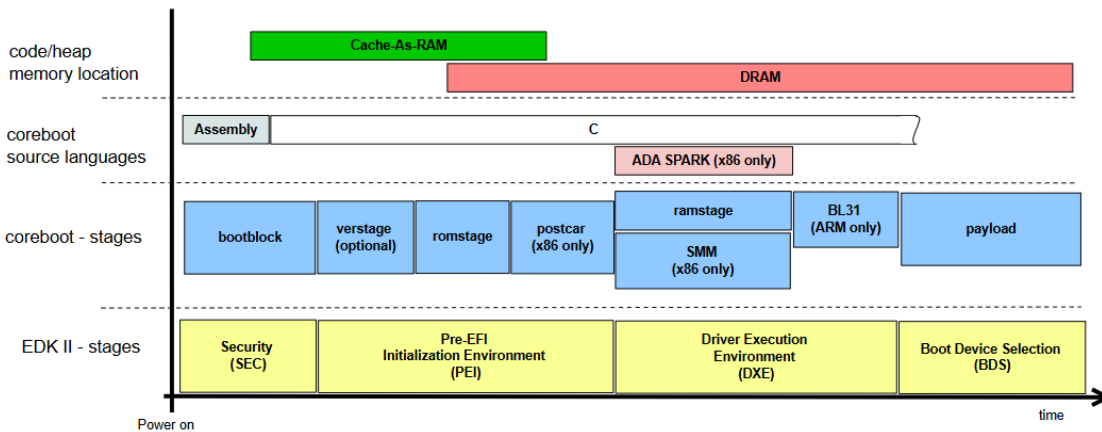 code/heap
memory location
Cache-As-RAM
DRAM
coreboot
source languages
Assembly
C
ADA SPARK (x86 only)
coreboot - stages
bootblock
verstage
(optional)
romstage
postcar
(x86 only)
ramstage
SMM
(x86 only)
BL31
(ARM only)
payload
EDK II - stages
Security
(SEC)
Pre-EFI
Initialization Environment
(PEI)
Driver Execution
Environment
(DXE)
Boot Device Selection
(BDS)
Power on
time